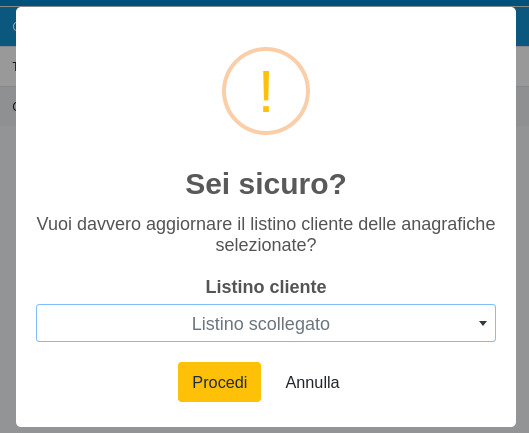 !
Sei sicuro?
Vuoi davvero aggiornare il listino cliente delle anagrafiche
selezionate?
Listino cliente
Listino scollegato
Procedi
Annulla